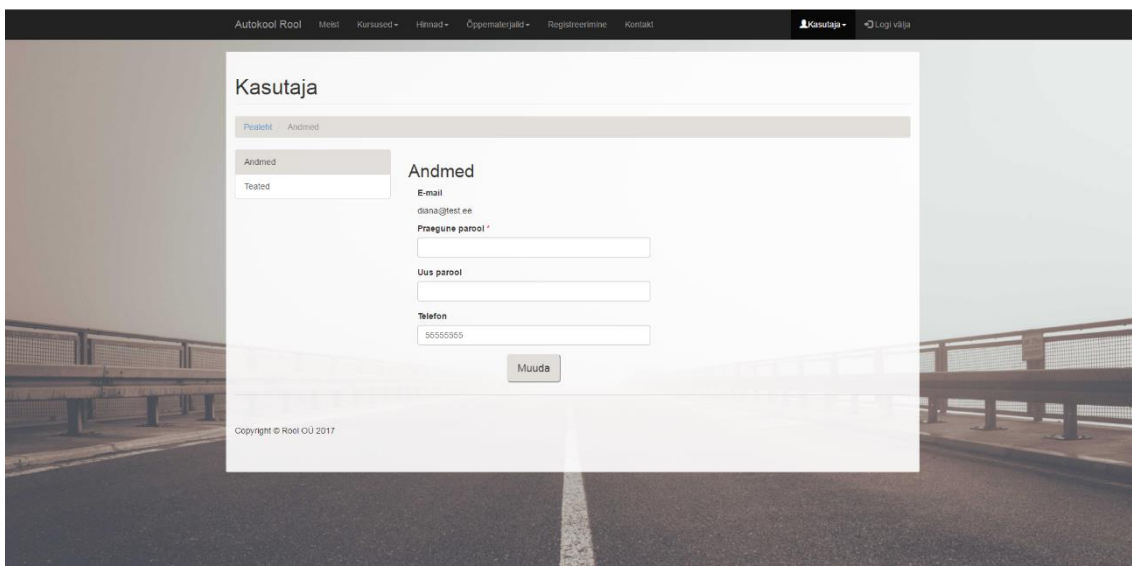 Autokool Rool Meist Kursused Hinnad Õppematerjalid Registreerimine Kontakt Kasutaja Logi välja
Kasutaja
Pealeht Andmed
Andmed
Teated
Andmed
E-mail
diana@test.ee
Praegune parool *
Uus parool
Telefon
55555555
Muuda
Copyright © Rool OÜ 2017